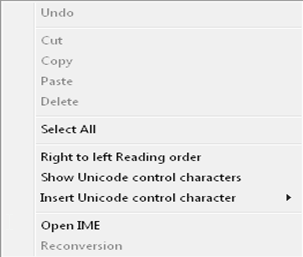 Undo
Cut
Copy
Paste
Delete
Select All
Right to left Reading order
Show Unicode control characters
Insert Unicode control character
Open IME
Reconversion